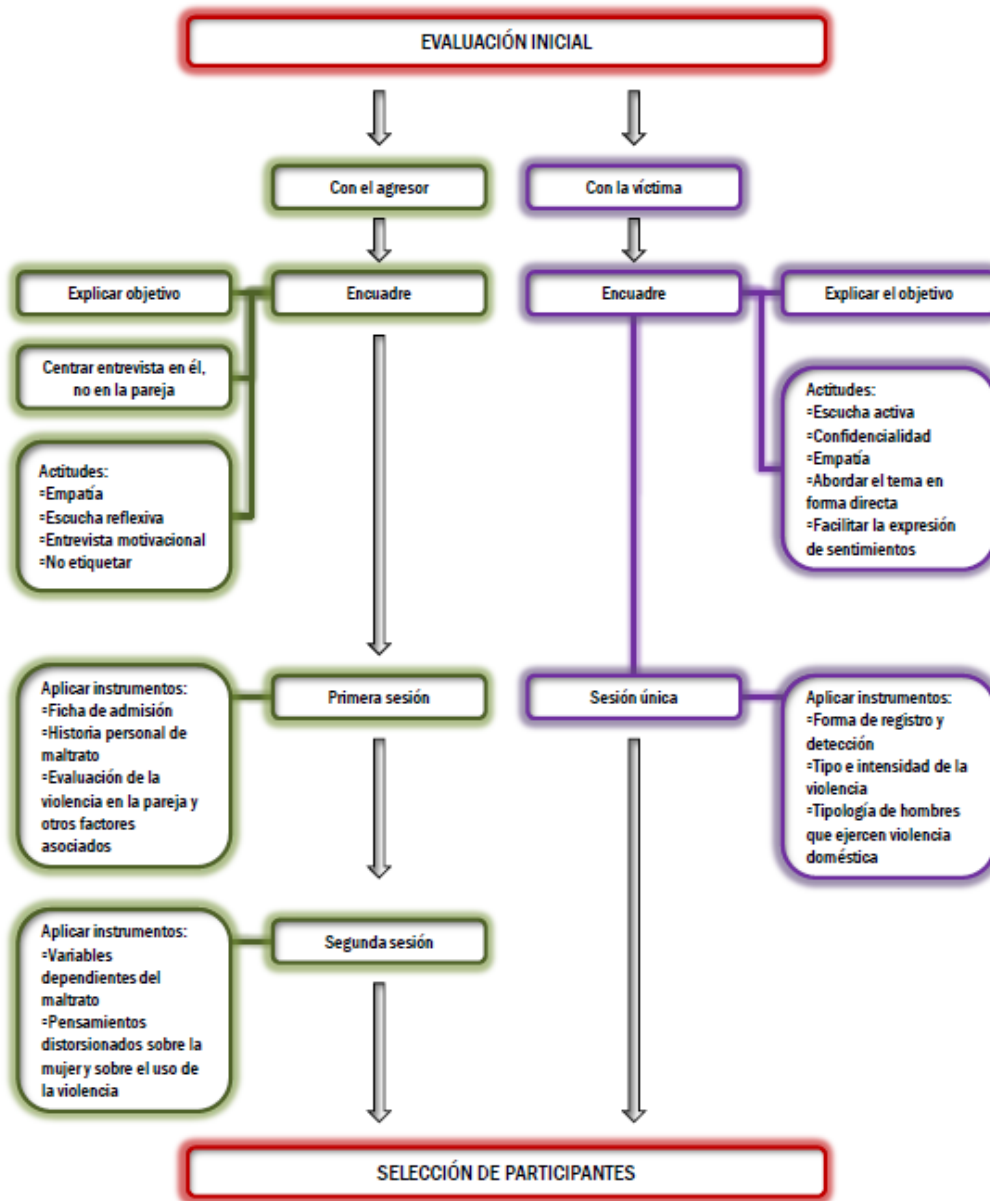 EVALUACIÓN INICIAL
Con el agresor
Con la víctima
Explicar objetivo
Encuadre
Encuadre
Explicar el objetivo
Centrar entrevista en él,
no en la pareja
Actitudes:
=Empatía
=Escucha reflexiva
=Entrevista motivacional
=No etiquetar
Actitudes:
=Escucha activa
=Confidencialidad
=Empatía
=Abordar el tema en
forma directa
=Facilitar la expresión
de sentimientos
Aplicar instrumentos:
=Ficha de admisión
=Historia personal de
maltrato
=Evaluación de la
violencia en la pareja y
otros factores
asociados
Primera sesión
Sesión única
Aplicar instrumentos:
=Forma de registro y
detección
=Tipo e intensidad de la
violencia
=Tipología de hombres
que ejercen violencia
doméstica
Aplicar instrumentos:
=Variables
dependientes del
maltrato
=Pensamientos
distorsionados sobre la
mujer y sobre el uso de
la violencia
Segunda sesión
SELECCIÓN DE PARTICIPANTES